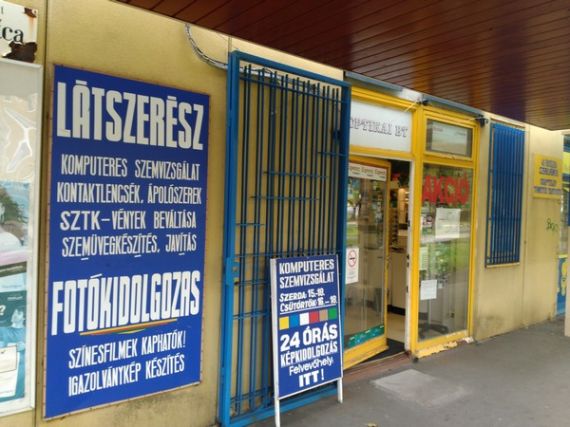 LÁTSZERÉSZ
KOMPUTERES SZEMVIZSGÁLAT
KONTAKTLENCSÉK, ÁPOLÓSZEREK
SZTK-VÉNYEK BEVÁLTÁSA
SZEMÜVEGKÉSZÍTÉS, JAVÍTÁS
FOTÓKIDOLGOZÁS
SZÍNESFILMEK KAPHATÓK!
IGAZOLVÁNYKÉP KÉSZÍTÉS
KOMPUTERES
SZEMVIZSGÁLAT
SZERDA: 15.-18.
CSÜTÖRTÖK: 16.-18.
24 ÓRÁS
KÉPKIDOLGOZÁS
Felvevőhely:
ITT!
OPTIKAI BT
AKCIÓ